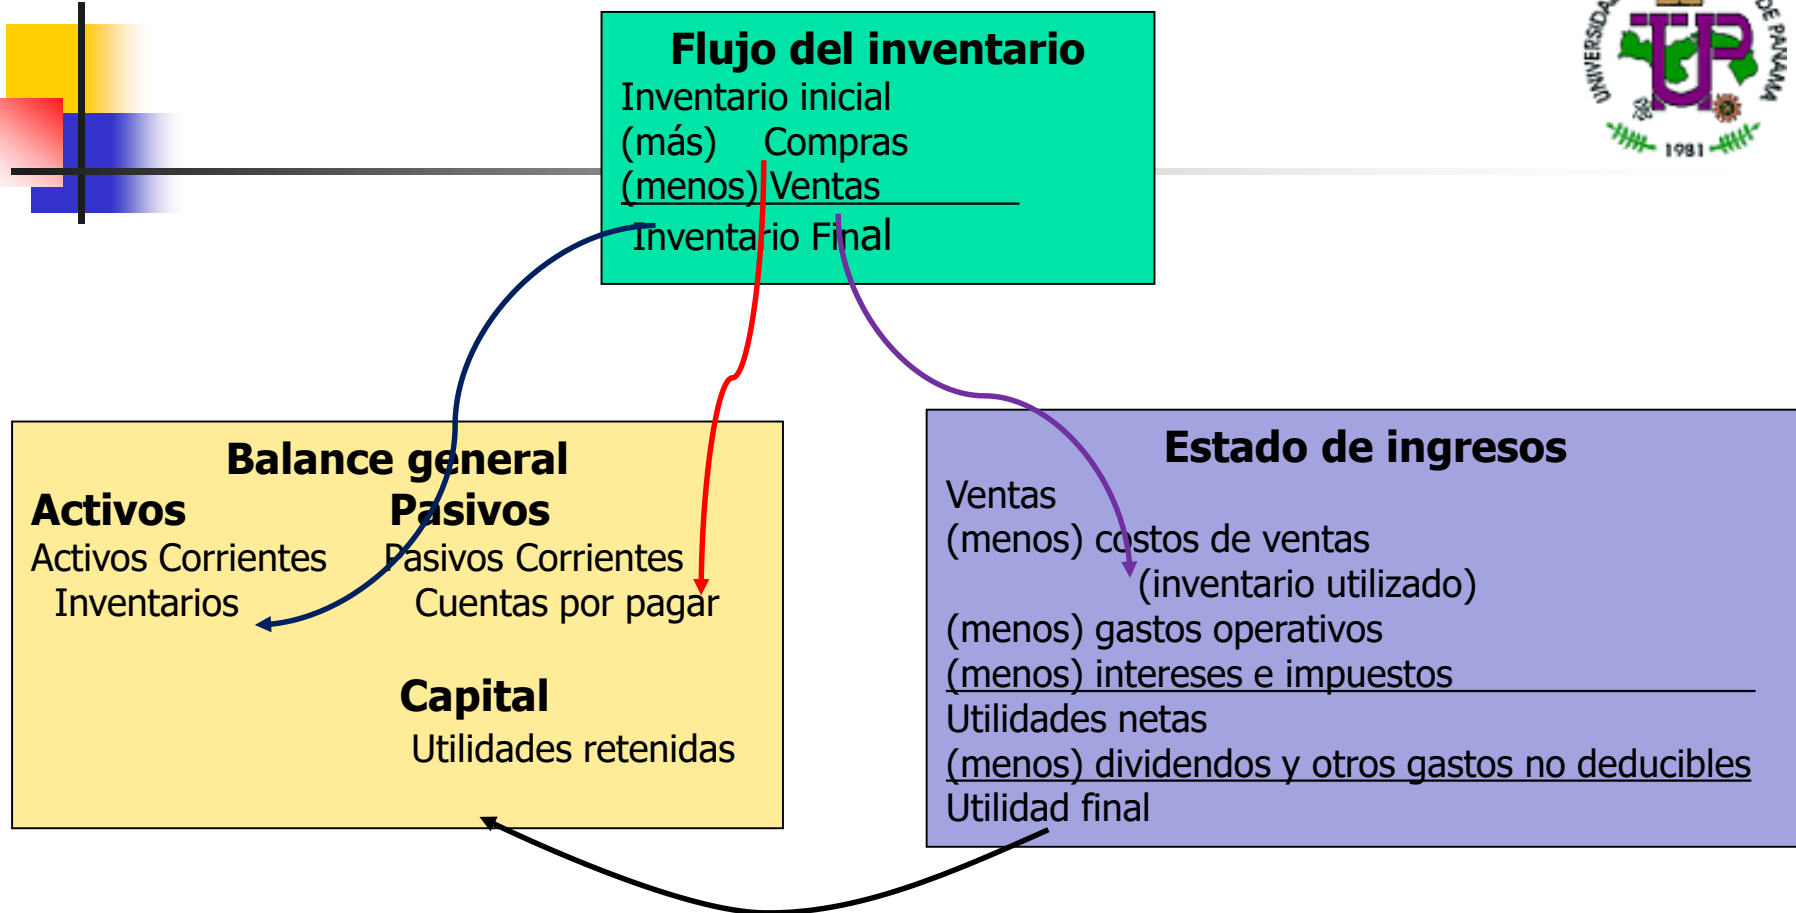 Flujo del inventario
Inventario inicial
(más) Compras
(menos) Ventas
Inventario Final
UNIVERSIDAD DE PANAMA
1981
Balance general
Activos Pasivos
Activos Corrientes Pasivos Corrientes
Inventarios Cuentas por pagar
Capital
Utilidades retenidas
Estado de ingresos
Ventas
(menos) costos de ventas
(inventario utilizado)
(menos) gastos operativos
(menos) intereses e impuestos
Utilidades netas
(menos) dividendos y otros gastos no deducibles
Utilidad final